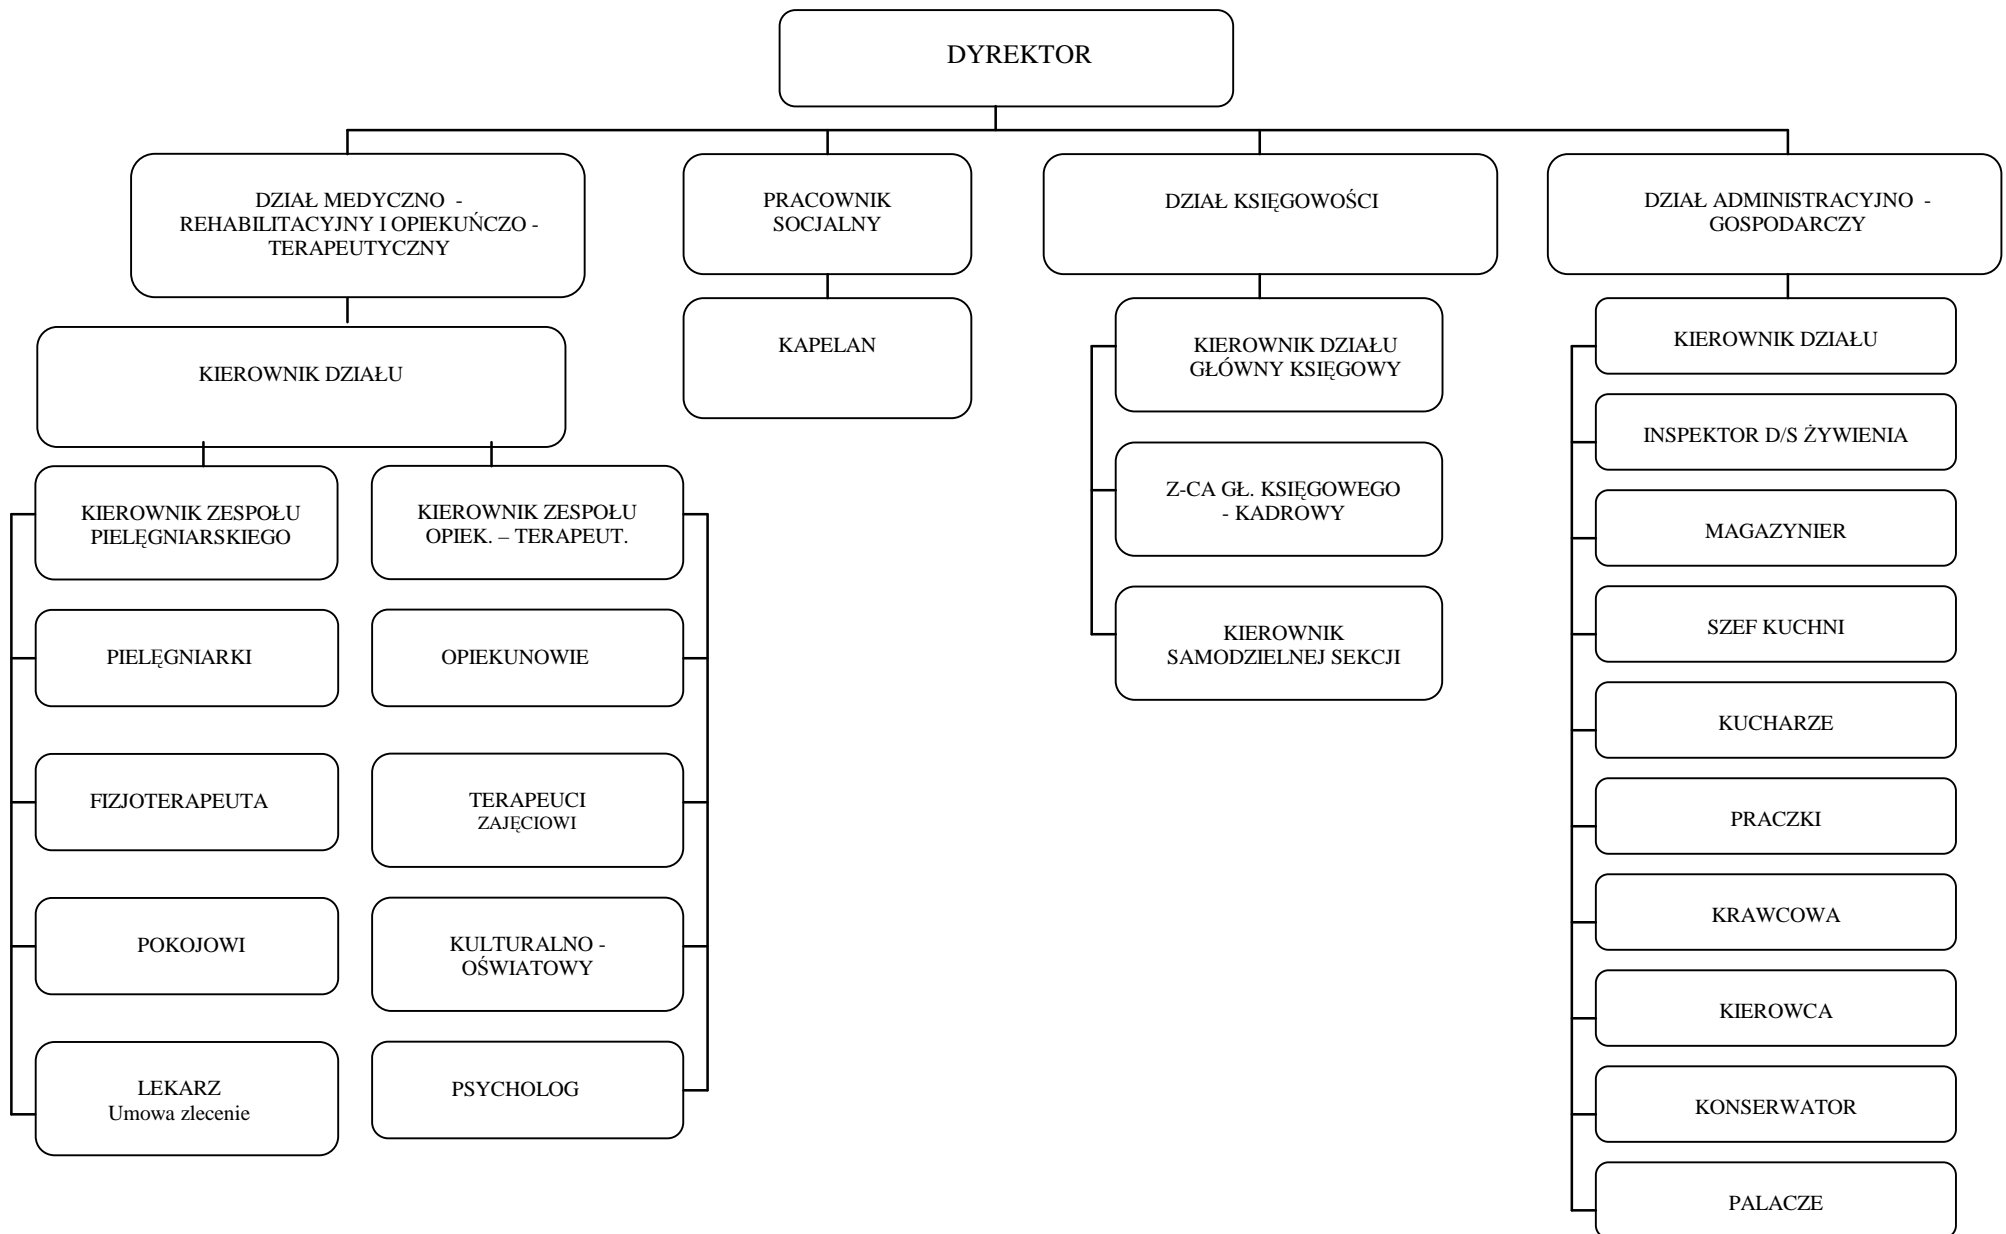 DYREKTOR
DZIAŁ MEDYCZNO -
REHABILITACYJNY I OPIEKUŃCZO -
TERAPEUTYCZNY
PRACOWNIK
SOCJALNY
DZIAŁ KSIĘGOWOŚCI
DZIAŁ ADMINISTRACYJNO -
GOSPODARCZY
KIEROWNIK DZIAŁU
KIEROWNIK ZESPOŁU
PIELĘGNIARSKIEGO
PIELĘGNIARKI
FIZJOTERAPEUTA
POKOJOWI
LEKARZ
Umowa zlecenie
KIEROWNIK ZESPOŁU
OPIEK. – TERAPEUT.
OPIEKUNOWIE
TERAPEUCI
ZAJĘCIOWI
KULTURALNO -
OŚWIATOWY
PSYCHOLOG
KAPELAN
KIEROWNIK DZIAŁU
GŁÓWNY KSIĘGOWY
Z-CA GŁ. KSIĘGOWEGO
- KADROWY
KIEROWNIK
SAMODZIELNEJ SEKCJI
KIEROWNIK DZIAŁU
INSPEKTOR D/S ŻYWIENIA
MAGAZYNIER
SZEF KUCHNI
KUCHARZE
PRACZKI
KRAWCOWA
KIEROWCA
KONSERWATOR
PALACZE